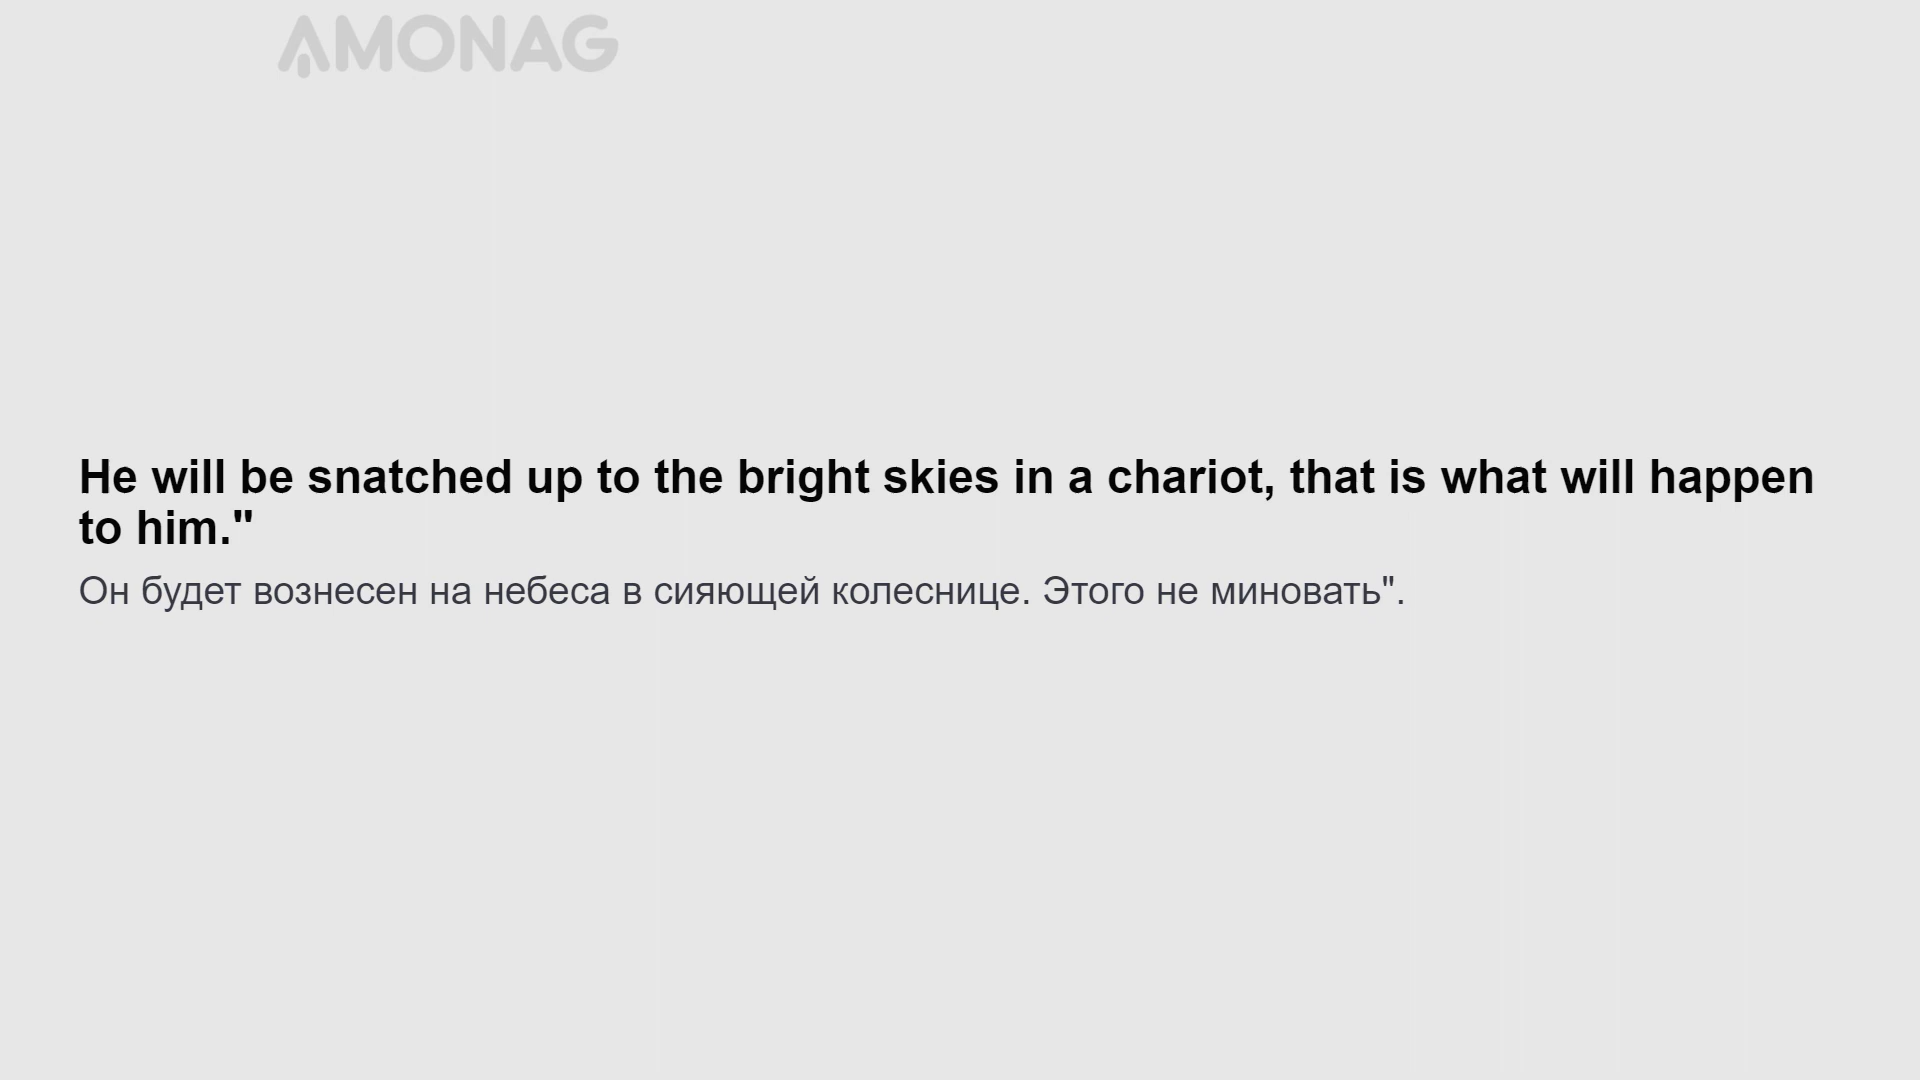 AMONAG
He will be snatched up to the bright skies in a chariot, that is what will happen
to him."
Он будет вознесен на небеса в сияющей колеснице. Этого не миновать".